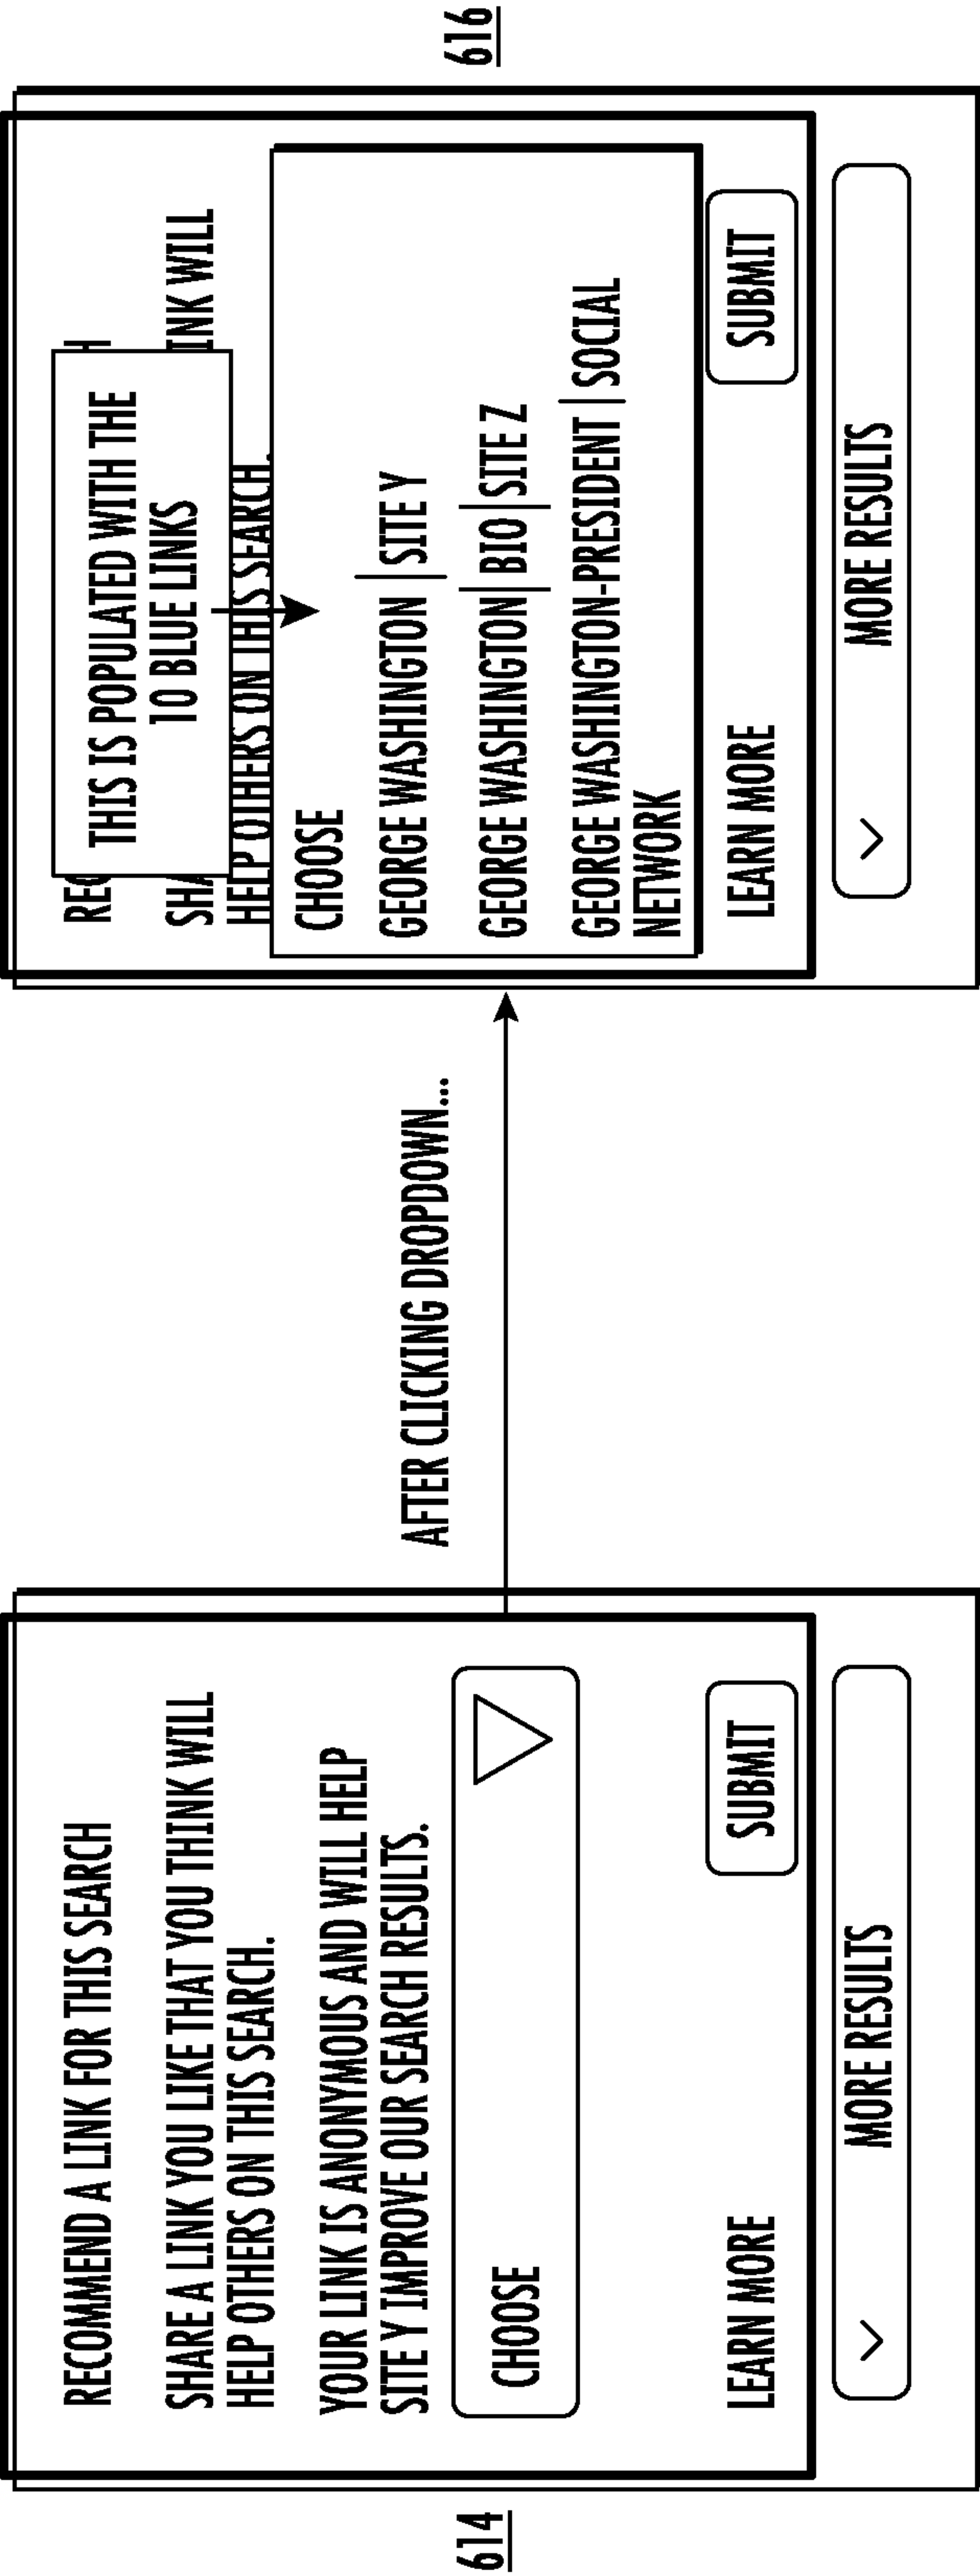 614
RECOMMEND A LINK FOR THIS SEARCH
SHARE A LINK YOU LIKE THAT YOU THINK WILL
HELP OTHERS ON THIS SEARCH.
YOUR LINK IS ANONYMOUS AND WILL HELP
SITE Y IMPROVE OUR SEARCH RESULTS.
CHOOSE
LEARN MORE
SUBMIT
MORE RESULTS
AFTER CLICKING DROPDOWN...
616
THIS IS POPULATED WITH THE
10 BLUE LINKS
INK WILL
HELP OTHERS ON THIS SEARCH.
CHOOSE
GEORGE WASHINGTON | SITE Y
GEORGE WASHINGTON | BIO | SITE Z
GEORGE WASHINGTON-PRESIDENT | SOCIAL
NETWORK
LEARN MORE
SUBMIT
MORE RESULTS